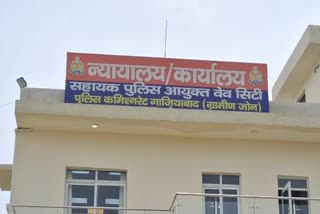 न्यायालय/कार्यालय
सहायक पुलिस आयुक्त वेव सिटी
पुलिस कमिश्नरेट गाजियाबाद (ग्रामीण जोन)